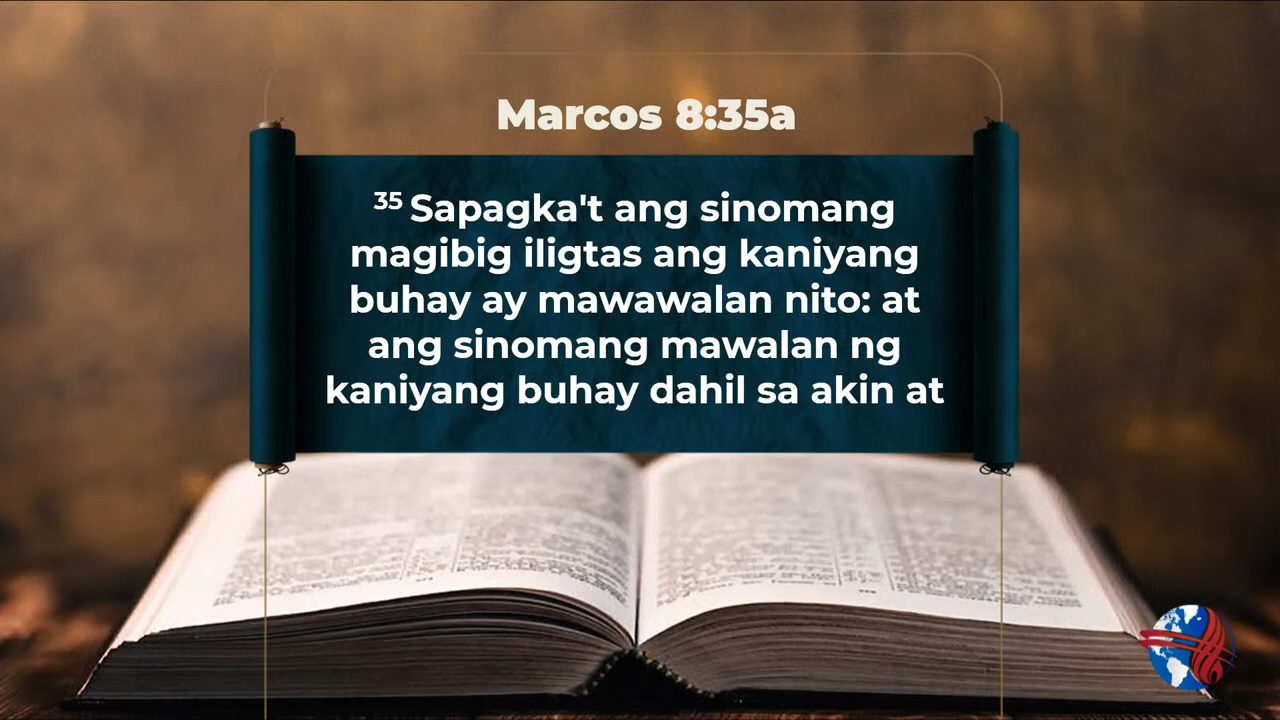 Marcos 8:35a
35 Sapagka't ang sinomang
magibig iligtas ang kaniyang
buhay ay mawawalan nito: at
ang sinomang mawalan ng
kaniyang buhay dahil sa akin at